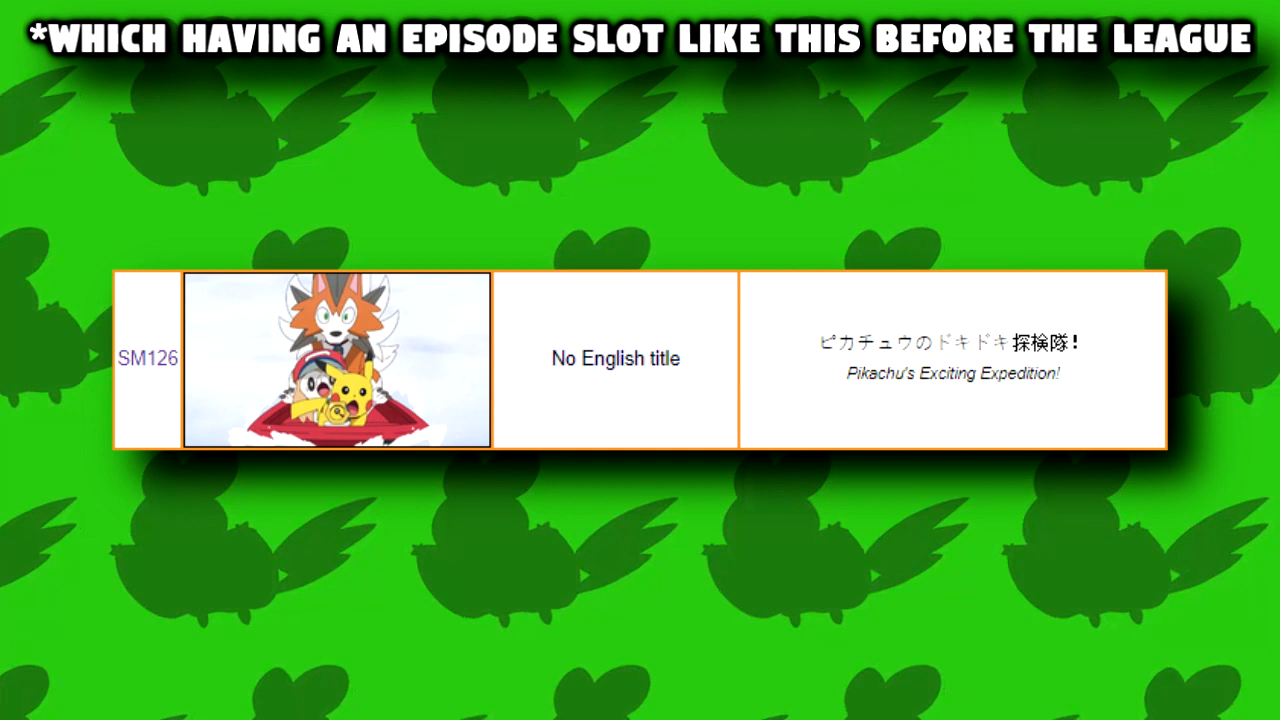 *WHICH HAVING AN EPISODE SLOT LIKE THIS BEFORE THE LEAGUE
SM126
No English title
ピカチュウのドキドキ探検隊!
Pikachu's Exciting Expedition!